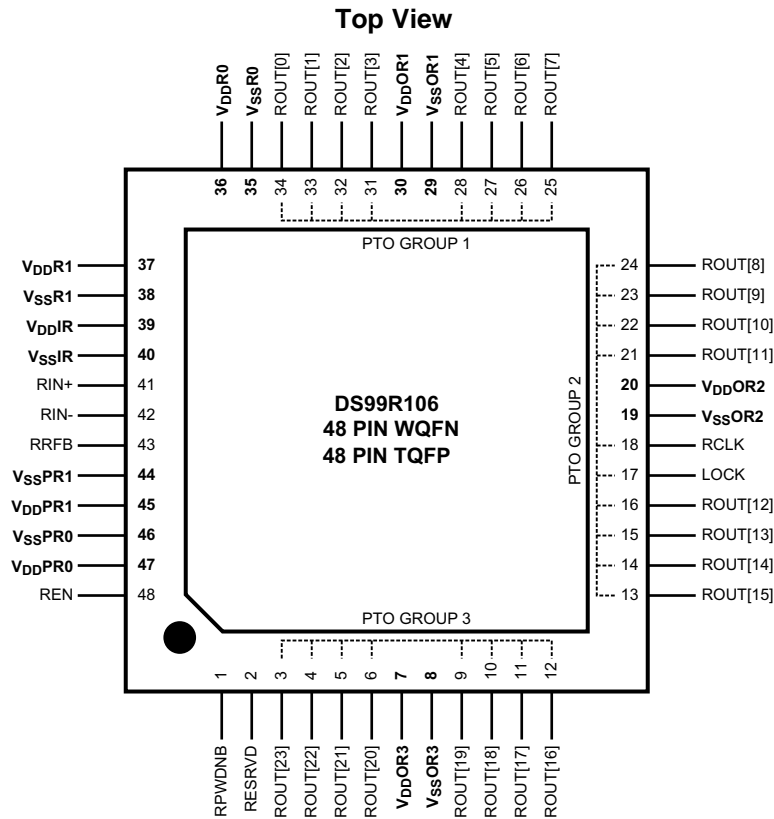 Top View
VDDR0
VSSR0
ROUT[0]
ROUT[1]
ROUT[2]
ROUT[3]
VDDOR1
VSSOR1
ROUT[4]
ROUT[5]
ROUT[6]
ROUT[7]
36
35
34
33
32
31
30
29
28
27
26
25
PTO GROUP 1
VDDR1 37
VSSR1 38
VDDIR 39
VSSIR 40
RIN+ 41
RIN- 42
RRFB 43
VSSPR1 44
VDDPR1 45
VSSPR0 46
VDDPR0 47
REN 48
DS99R106
48 PIN WQFN
48 PIN TQFP
PTO GROUP 2
24 ROUT[8]
23 ROUT[9]
22 ROUT[10]
21 ROUT[11]
20 VDDOR2
19 VSSOR2
18 RCLK
17 LOCK
16 ROUT[12]
15 ROUT[13]
14 ROUT[14]
13 ROUT[15]
PTO GROUP 3
1
2
3
4
5
6
7
8
9
10
11
12
RPWDNB
RESRVD
ROUT[23]
ROUT[22]
ROUT[21]
ROUT[20]
VDDOR3
VSSOR3
ROUT[19]
ROUT[18]
ROUT[17]
ROUT[16]